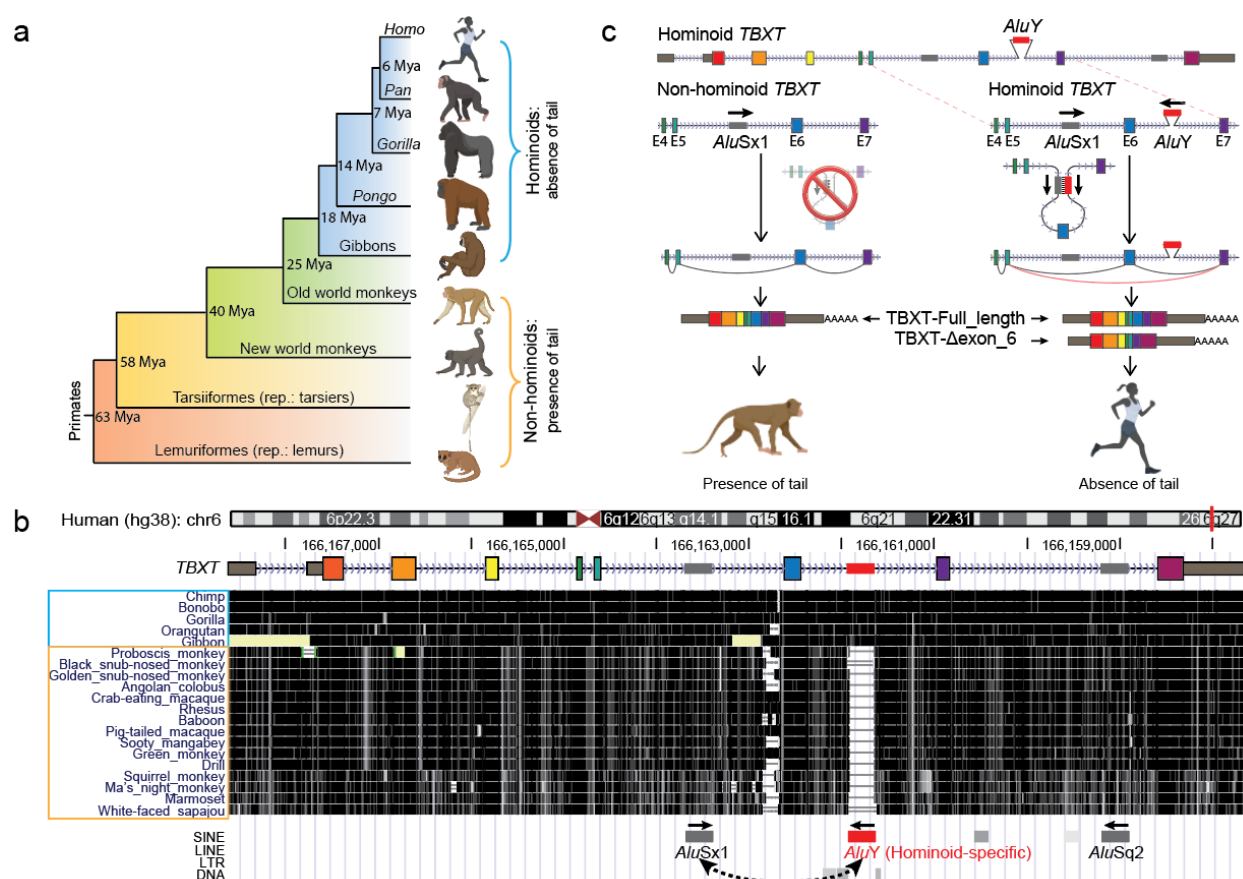 a
Homo
6 Mya
Pan
7 Mya
Gorilla
14 Mya
Pongo
18 Mya
Gibbons
25 Mya
Old world monkeys
40 Mya
New world monkeys
58 Mya
Tarsiiformes (rep.: tarsiers)
Primates
63 Mya
Lemuriformes (rep.: lemurs)
Hominoids:
absence of tail
Non-hominoids:
presence of tail
c
Hominoid TBXT
AluY
Non-hominoid TBXT
Hominoid TBXT
E4 E5
AluSx1
E6
E7
E4 E5
AluSx1
E6
AluY
E7
AAAAA
TBXT-Full_length
AAAAA
TBXT-Δexon_6
AAAAA
Presence of tail
Absence of tail
b
Human (hg38): chr6
6p22.3
6q12
6q13
q14.1
q15
16.1
6q21
22.31
26
6q27
166,167,000
166,165,000
166,163,000
166,161,000
166,159,000
TBXT
Chimp
Bonobo
Gorilla
Orangutan
Gibbon
Proboscis_monkey
Black_snub-nosed_monkey
Golden_snub-nosed_monkey
Angolan_colobus
Crab-eating_macaque
Rhesus
Baboon
Pig-tailed_macaque
Sooty_mangabey
Green_monkey
Drill
Squirrel_monkey
Ma's_night_monkey
Marmoset
White-faced_sapajou
SINE
LINE
LTR
DNA
AluSx1
AluY (Hominoid-specific)
AluSq2